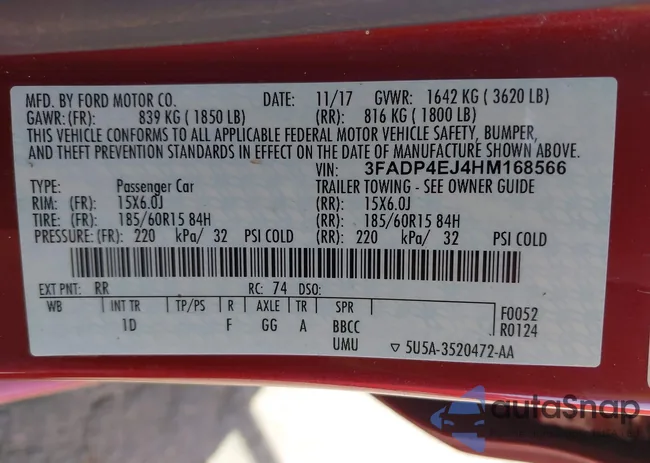 MFD. BY FORD MOTOR CO. DATE: 11/17 GVWR: 1642 KG ( 3620 LB)
GAWR: (FR): 839 KG ( 1850 LB) (RR): 816 KG ( 1800 LB)
THIS VEHICLE CONFORMS TO ALL APPLICABLE FEDERAL MOTOR VEHICLE SAFETY, BUMPER,
AND THEFT PREVENTION STANDARDS IN EFFECT ON THE DATE OF MANUFACTURE SHOWN ABOVE.
VIN: 3FADP4EJ4HM168566
TYPE: Passenger Car TRAILER TOWING - SEE OWNER GUIDE
RIM: (FR): 15X6.0J (RR): 15X6.0J
TIRE: (FR): 185/60R15 84H (RR): 185/60R15 84H
PRESSURE: (FR): 220 kPa/ 32 PSI COLD (RR): 220 kPa/ 32 PSI COLD
EXT PNT: RR RC: 74 DSO:
WB INT TR TP/PS R AXLE TR SPR F0052
1D F GG A BBCC R0124
UMU ▽ 5U5A-3520472-AA
autoSnap